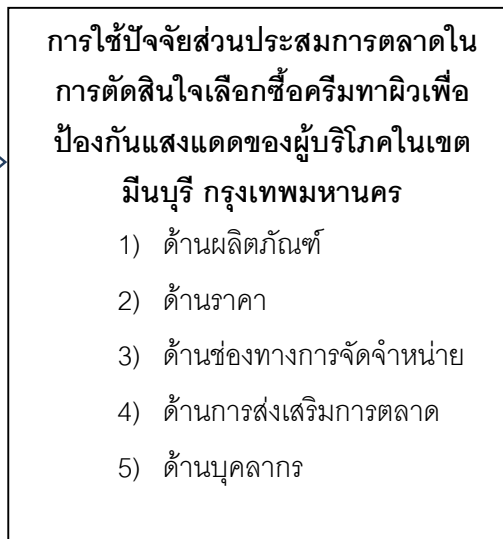 การใช้ปัจจัยส่วนประสมการตลาดใน
การตัดสินใจเลือกซื้อครีมทาผิวเพื่อ
ป้องกันแสงแดดของผู้บริโภคในเขต
มีนบุรี กรุงเทพมหานคร
1) ด้านผลิตภัณฑ์
2) ด้านราคา
3) ด้านช่องทางการจัดจำหน่าย
4) ด้านการส่งเสริมการตลาด
5) ด้านบุคลากร